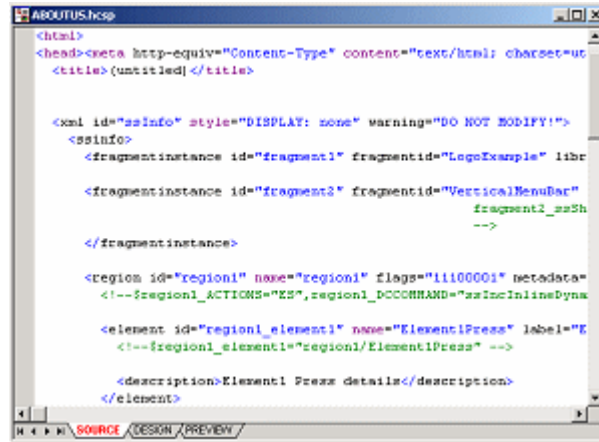 ABOUTUS.hcsp
<html>
<head><meta http-equiv="Content-Type" content="text/html; charset=ut
<title>(untitled)</title>
<xml id="ssInfo" style="DISPLAY: none" warning="DO NOT MODIFY!">
<ssinfo>
<fragmentinstance id="fragment1" fragmentid="LogoExample" libr
<fragmentinstance id="fragment2" fragmentid="VerticalMenuBar"
fragment2_ssSh
-->
</fragmentinstance>
<region id="region1" name="region1" flags="11100001" metadata=
<!--$region1_ACTIONS="ES",region1_DCCOMMAND="ssIncInlineDyna
<element id="region1_element1" name="Element1Press" label="E
<!--$region1_element1="region1/Element1Press" -->
<description>Element1 Press details</description>
</element>
SOURCE DESIGN PREVIEW